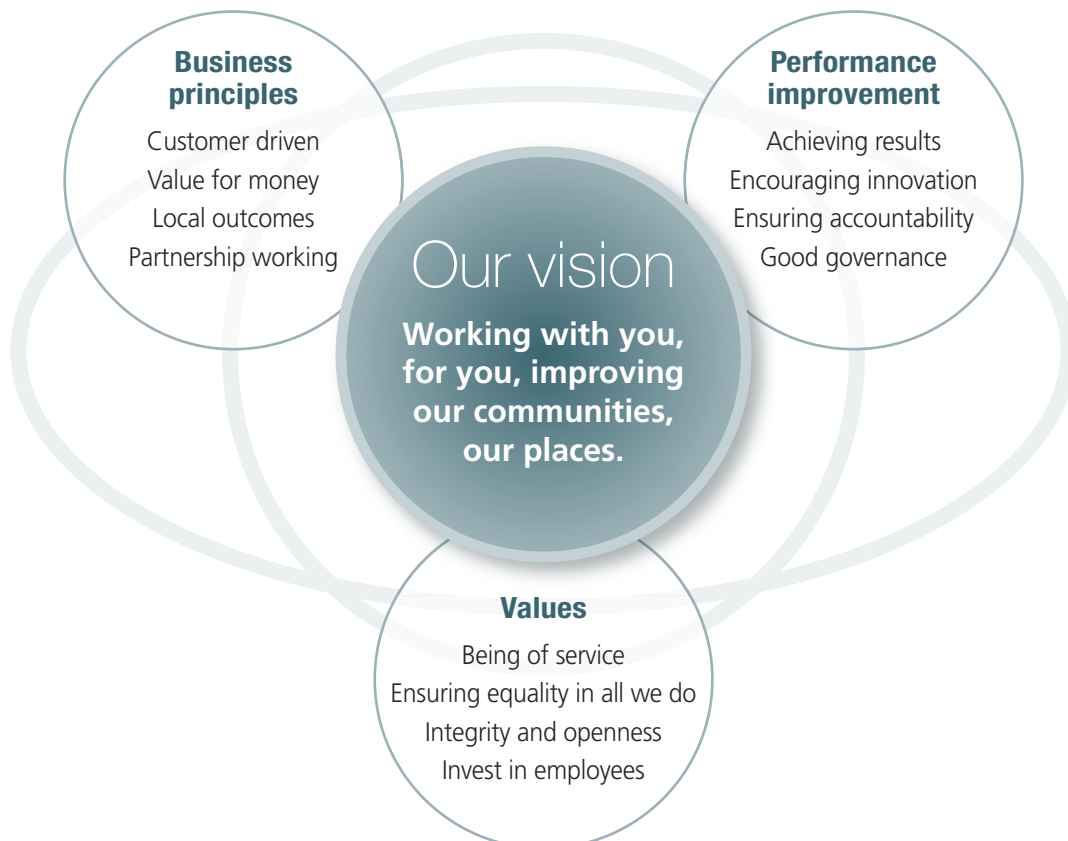 Business
principles
Customer driven
Value for money
Local outcomes
Partnership working
Performance
improvement
Achieving results
Encouraging innovation
Ensuring accountability
Good governance
Our vision
Working with you,
for you, improving
our communities,
our places.
Values
Being of service
Ensuring equality in all we do
Integrity and openness
Invest in employees